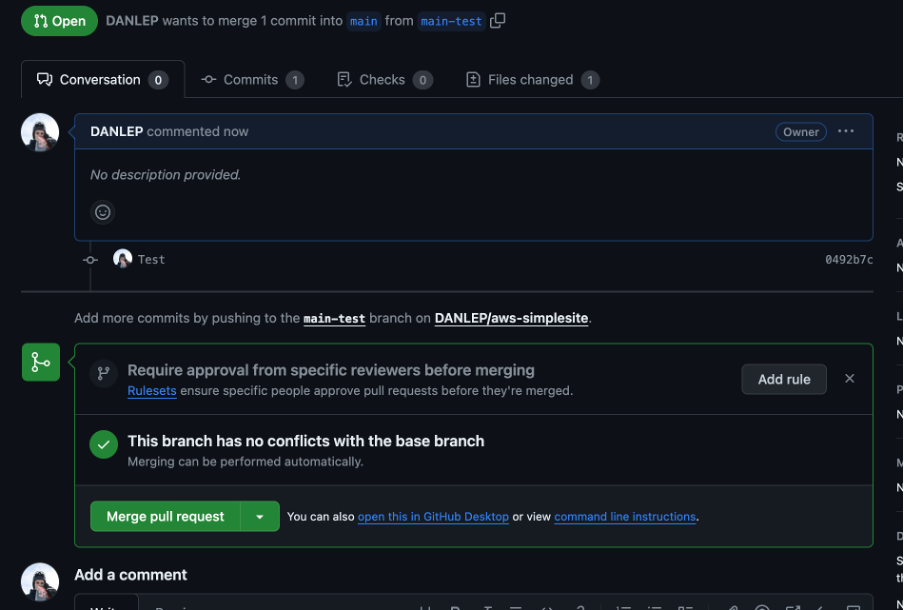 Open DANLEP wants to merge 1 commit into main from main-test
Conversation 0 Commits 1 Checks 0 Files changed 1
DANLEP commented now Owner
No description provided.
Test 0492b7c
Add more commits by pushing to the main-test branch on DANLEP/aws-simplesite.
Require approval from specific reviewers before merging
Rulesets ensure specific people approve pull requests before they're merged.
Add rule
This branch has no conflicts with the base branch
Merging can be performed automatically.
Merge pull request You can also open this in GitHub Desktop or view command line instructions.
Add a comment